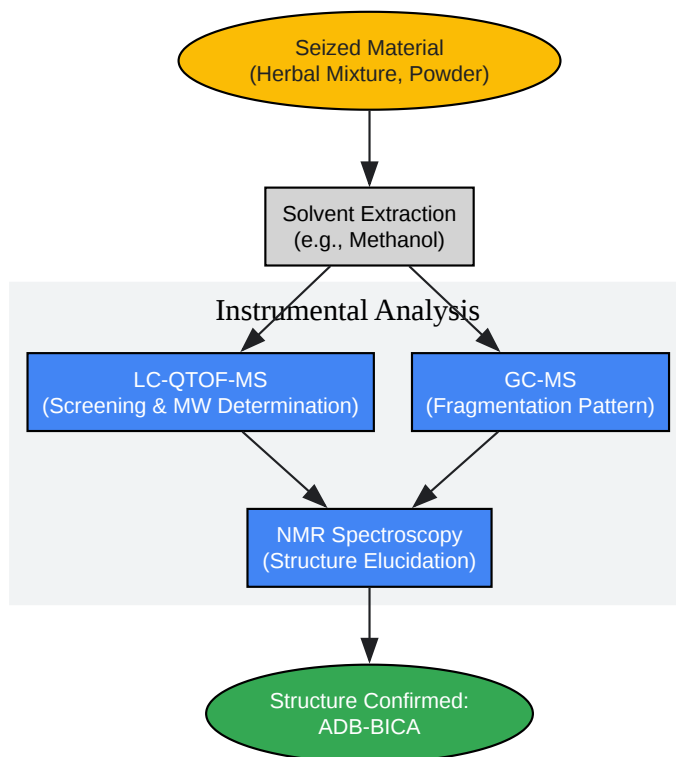 Seized Material
(Herbal Mixture, Powder)
Solvent Extraction
(e.g., Methanol)
Instrumental Analysis
LC-QTOF-MS
(Screening & MW Determination)
GC-MS
(Fragmentation Pattern)
NMR Spectroscopy
(Structure Elucidation)
Structure Confirmed:
ADB-BICA